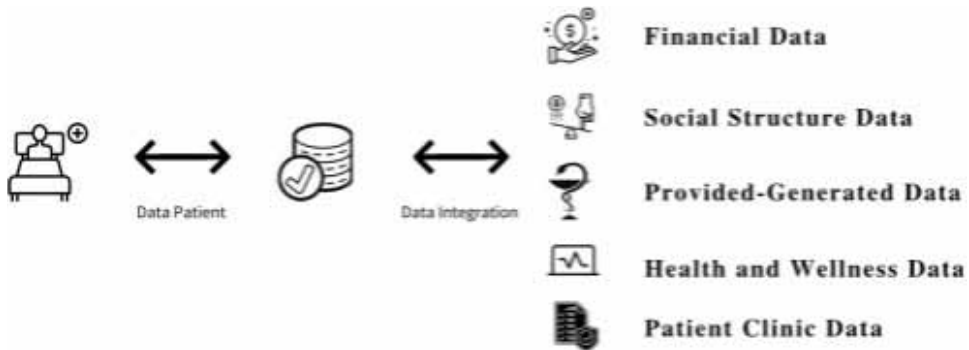 Financial Data
Social Structure Data
Data Patient
Data Integration
Provided-Generated Data
Health and Wellness Data
Patient Clinic Data